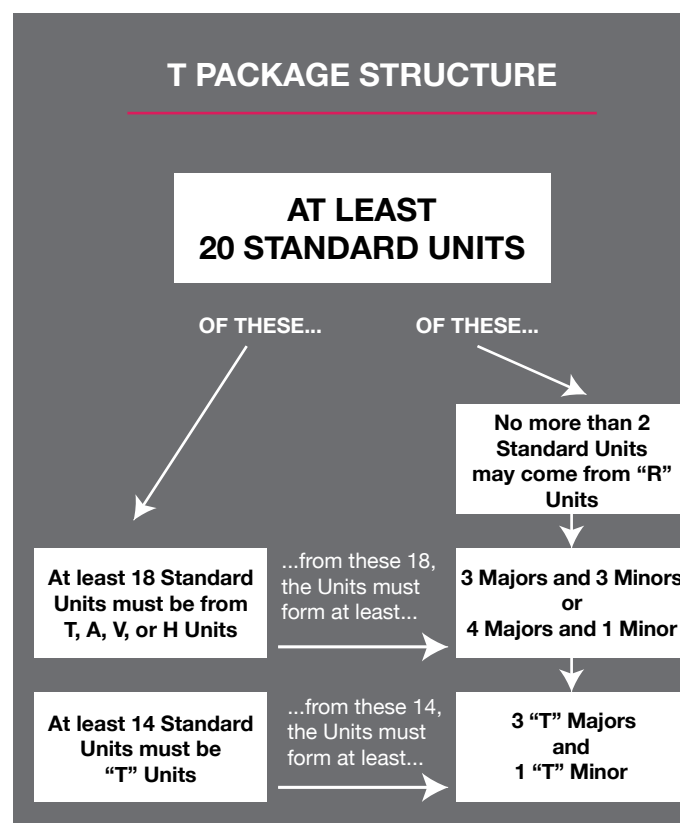 T PACKAGE STRUCTURE
AT LEAST
20 STANDARD UNITS
OF THESE...
OF THESE...
No more than 2
Standard Units
may come from “R”
Units
At least 18 Standard
Units must be from
T, A, V, or H Units
...from these 18,
the Units must
form at least...
3 Majors and 3 Minors
or
4 Majors and 1 Minor
At least 14 Standard
Units must be
“T” Units
...from these 14,
the Units must
form at least...
3 “T” Majors
and
1 “T” Minor